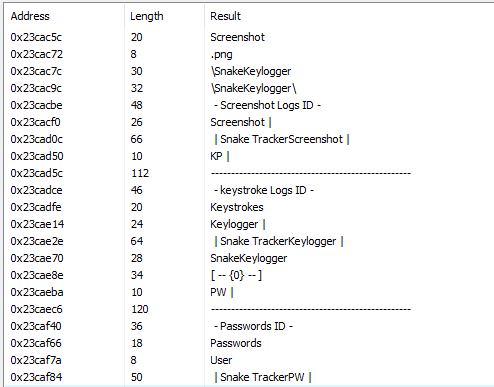 Address Length Result
0x23cac5c 20 Screenshot
0x23cac72 8 .png
0x23cac7c 30 \SnakeKeylogger
0x23cac9c 32 \SnakeKeylogger\
0x23cacbe 48 - Screenshot Logs ID -
0x23cacf0 26 Screenshot |
0x23cad0c 66 | Snake TrackerScreenshot |
0x23cad50 10 KP |
0x23cad5c 112 --------------------------------------------------
0x23cadce 46 - keystroke Logs ID -
0x23cadfe 20 Keystrokes
0x23cae14 24 Keylogger |
0x23cae2e 64 | Snake TrackerKeylogger |
0x23cae70 28 SnakeKeylogger
0x23cae8e 34 [ -- {0} -- ]
0x23caeba 10 PW |
0x23caec6 120 --------------------------------------------------
0x23caf40 36 - Passwords ID -
0x23caf66 18 Passwords
0x23caf7a 8 User
0x23caf84 50 | Snake TrackerPW |